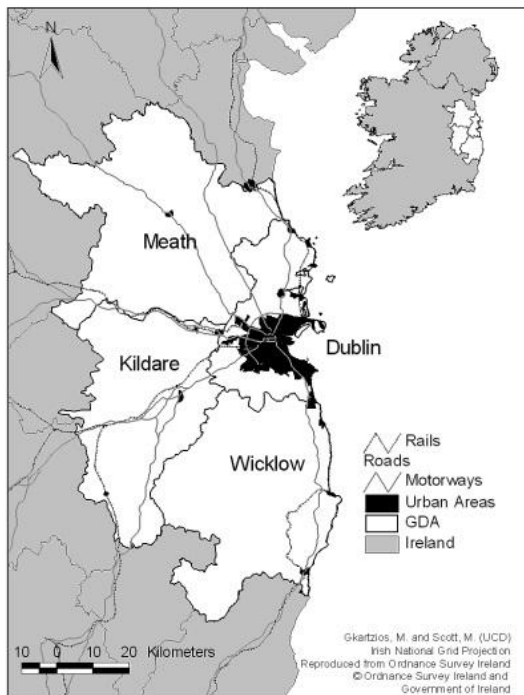 N
Meath
Dublin
Kildare
Wicklow
Rails
Roads
Motorways
Urban Areas
GDA
Ireland
10 0 10 20 Kilometers
Gkartzios, M. and Scott, M. (UCD)
Irish National Grid Projection
Reproduced from Ordnance Survey Ireland
© Ordnance Survey Ireland and
Government of Ireland